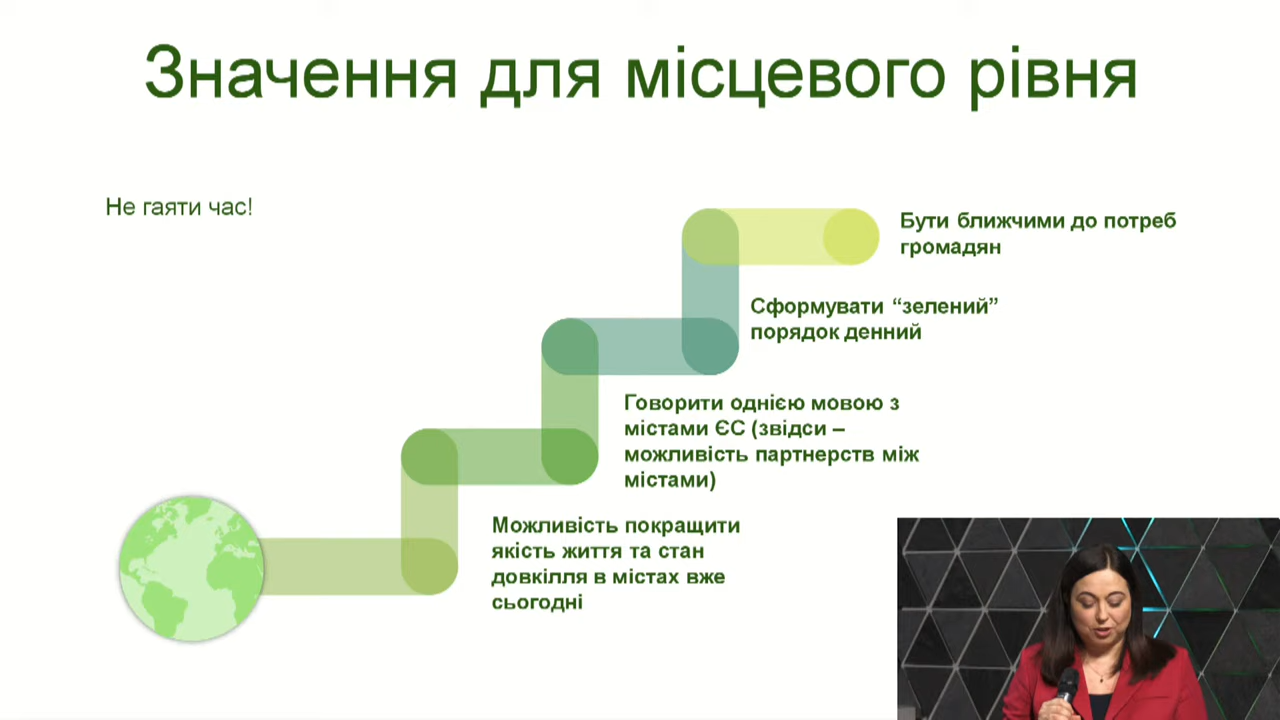 Значення для місцевого рівня
Не гаяти час!
Бути ближчими до потреб
громадян
Сформувати “зелений”
порядок денний
Говорити однією мовою з
містами ЄС (звідси –
можливість партнерств між
містами)
Можливість покращити
якість життя та стан
довкілля в містах вже
сьогодні